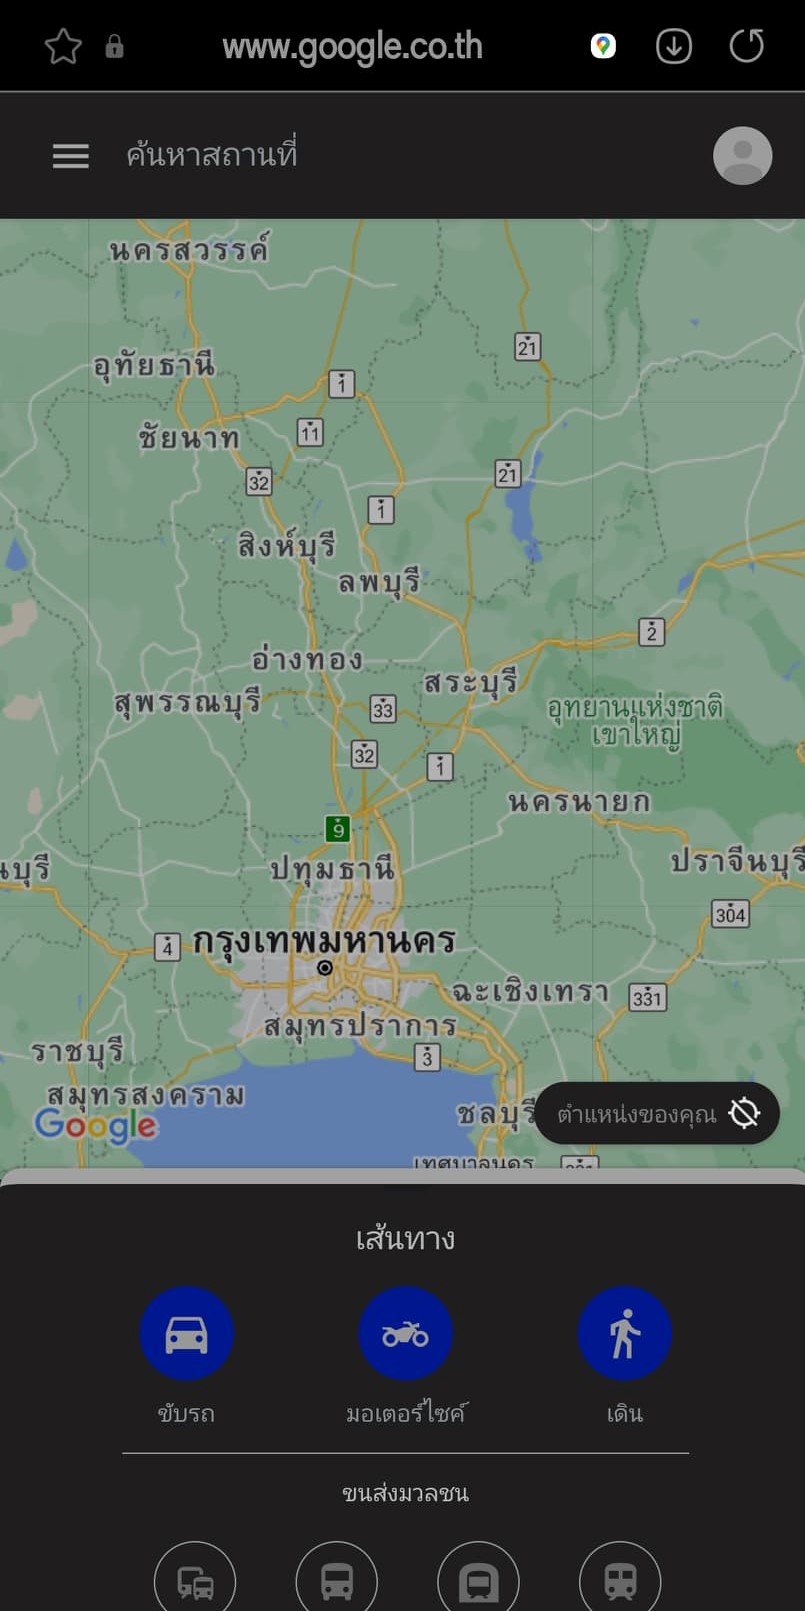 www.google.co.th
ค้นหาสถานที่
นครสวรรค์
21
อุทัยธานี
1
11
ชัยนาท
32
21
1
สิงห์บุรี
ลพบุรี
2
อ่างทอง
สระบุรี
สุพรรณบุรี
33
อุทยานแห่งชาติ
เขาใหญ่
32
1
นครนายก
9
ปทุมธานี
นบุรี
ปราจีนบุรี
304
4
กรุงเทพมหานคร
ฉะเชิงเทรา
331
สมุทรปราการ
ราชบุรี
3
สมุทรสงคราม
Google
ชลบุรี
ตำแหน่งของคุณ
เทศบาลนคร
เส้นทาง
ขับรถ
มอเตอร์ไซค์
เดิน
ขนส่งมวลชน